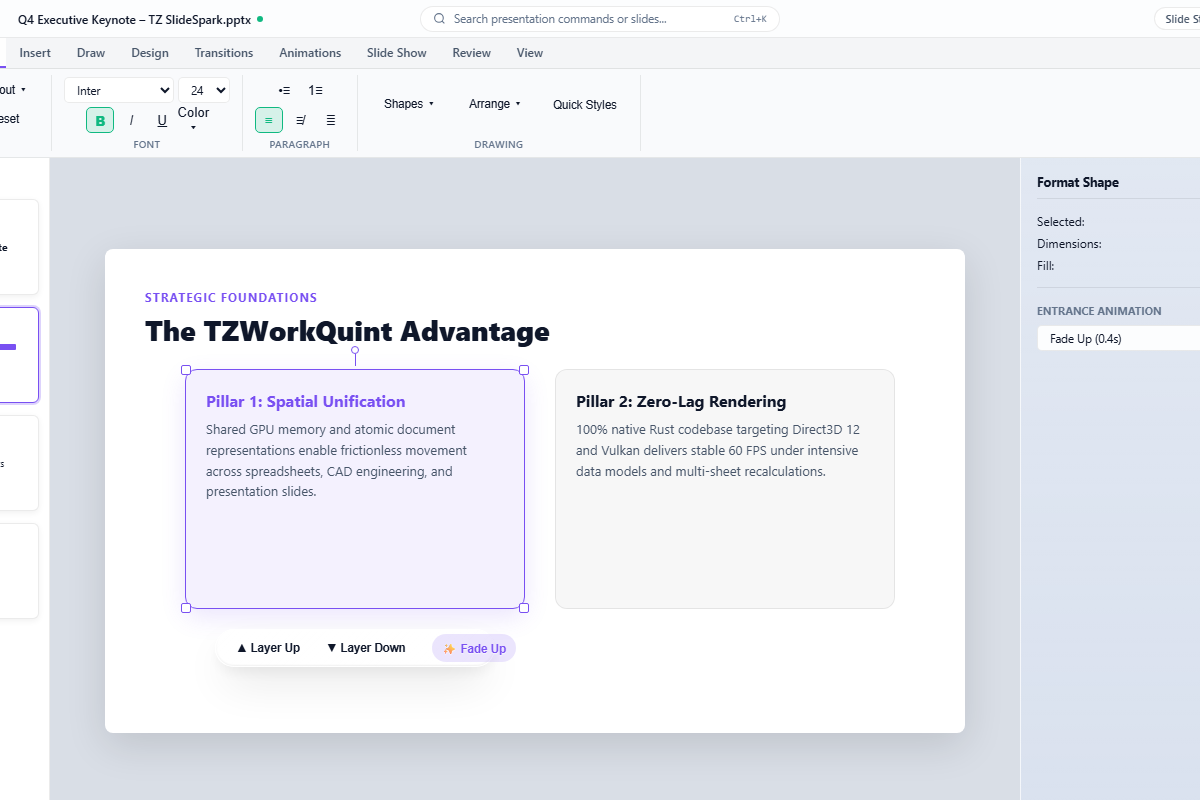 Q4 Executive Keynote – TZ SlideSpark.pptx
Search presentation commands or slides...
Ctrl+K
Slide S
Insert
Draw
Design
Transitions
Animations
Slide Show
Review
View
out
eset
Inter
24
B
I
U
Color
FONT
PARAGRAPH
Shapes
Arrange
Quick Styles
DRAWING
te
s
STRATEGIC FOUNDATIONS
The TZWorkQuint Advantage
Pillar 1: Spatial Unification
Shared GPU memory and atomic document
representations enable frictionless movement
across spreadsheets, CAD engineering, and
presentation slides.
Pillar 2: Zero-Lag Rendering
100% native Rust codebase targeting Direct3D 12
and Vulkan delivers stable 60 FPS under intensive
data models and multi-sheet recalculations.
▲ Layer Up
▼ Layer Down
✨ Fade Up
Format Shape
Selected:
Dimensions:
Fill:
ENTRANCE ANIMATION
Fade Up (0.4s)